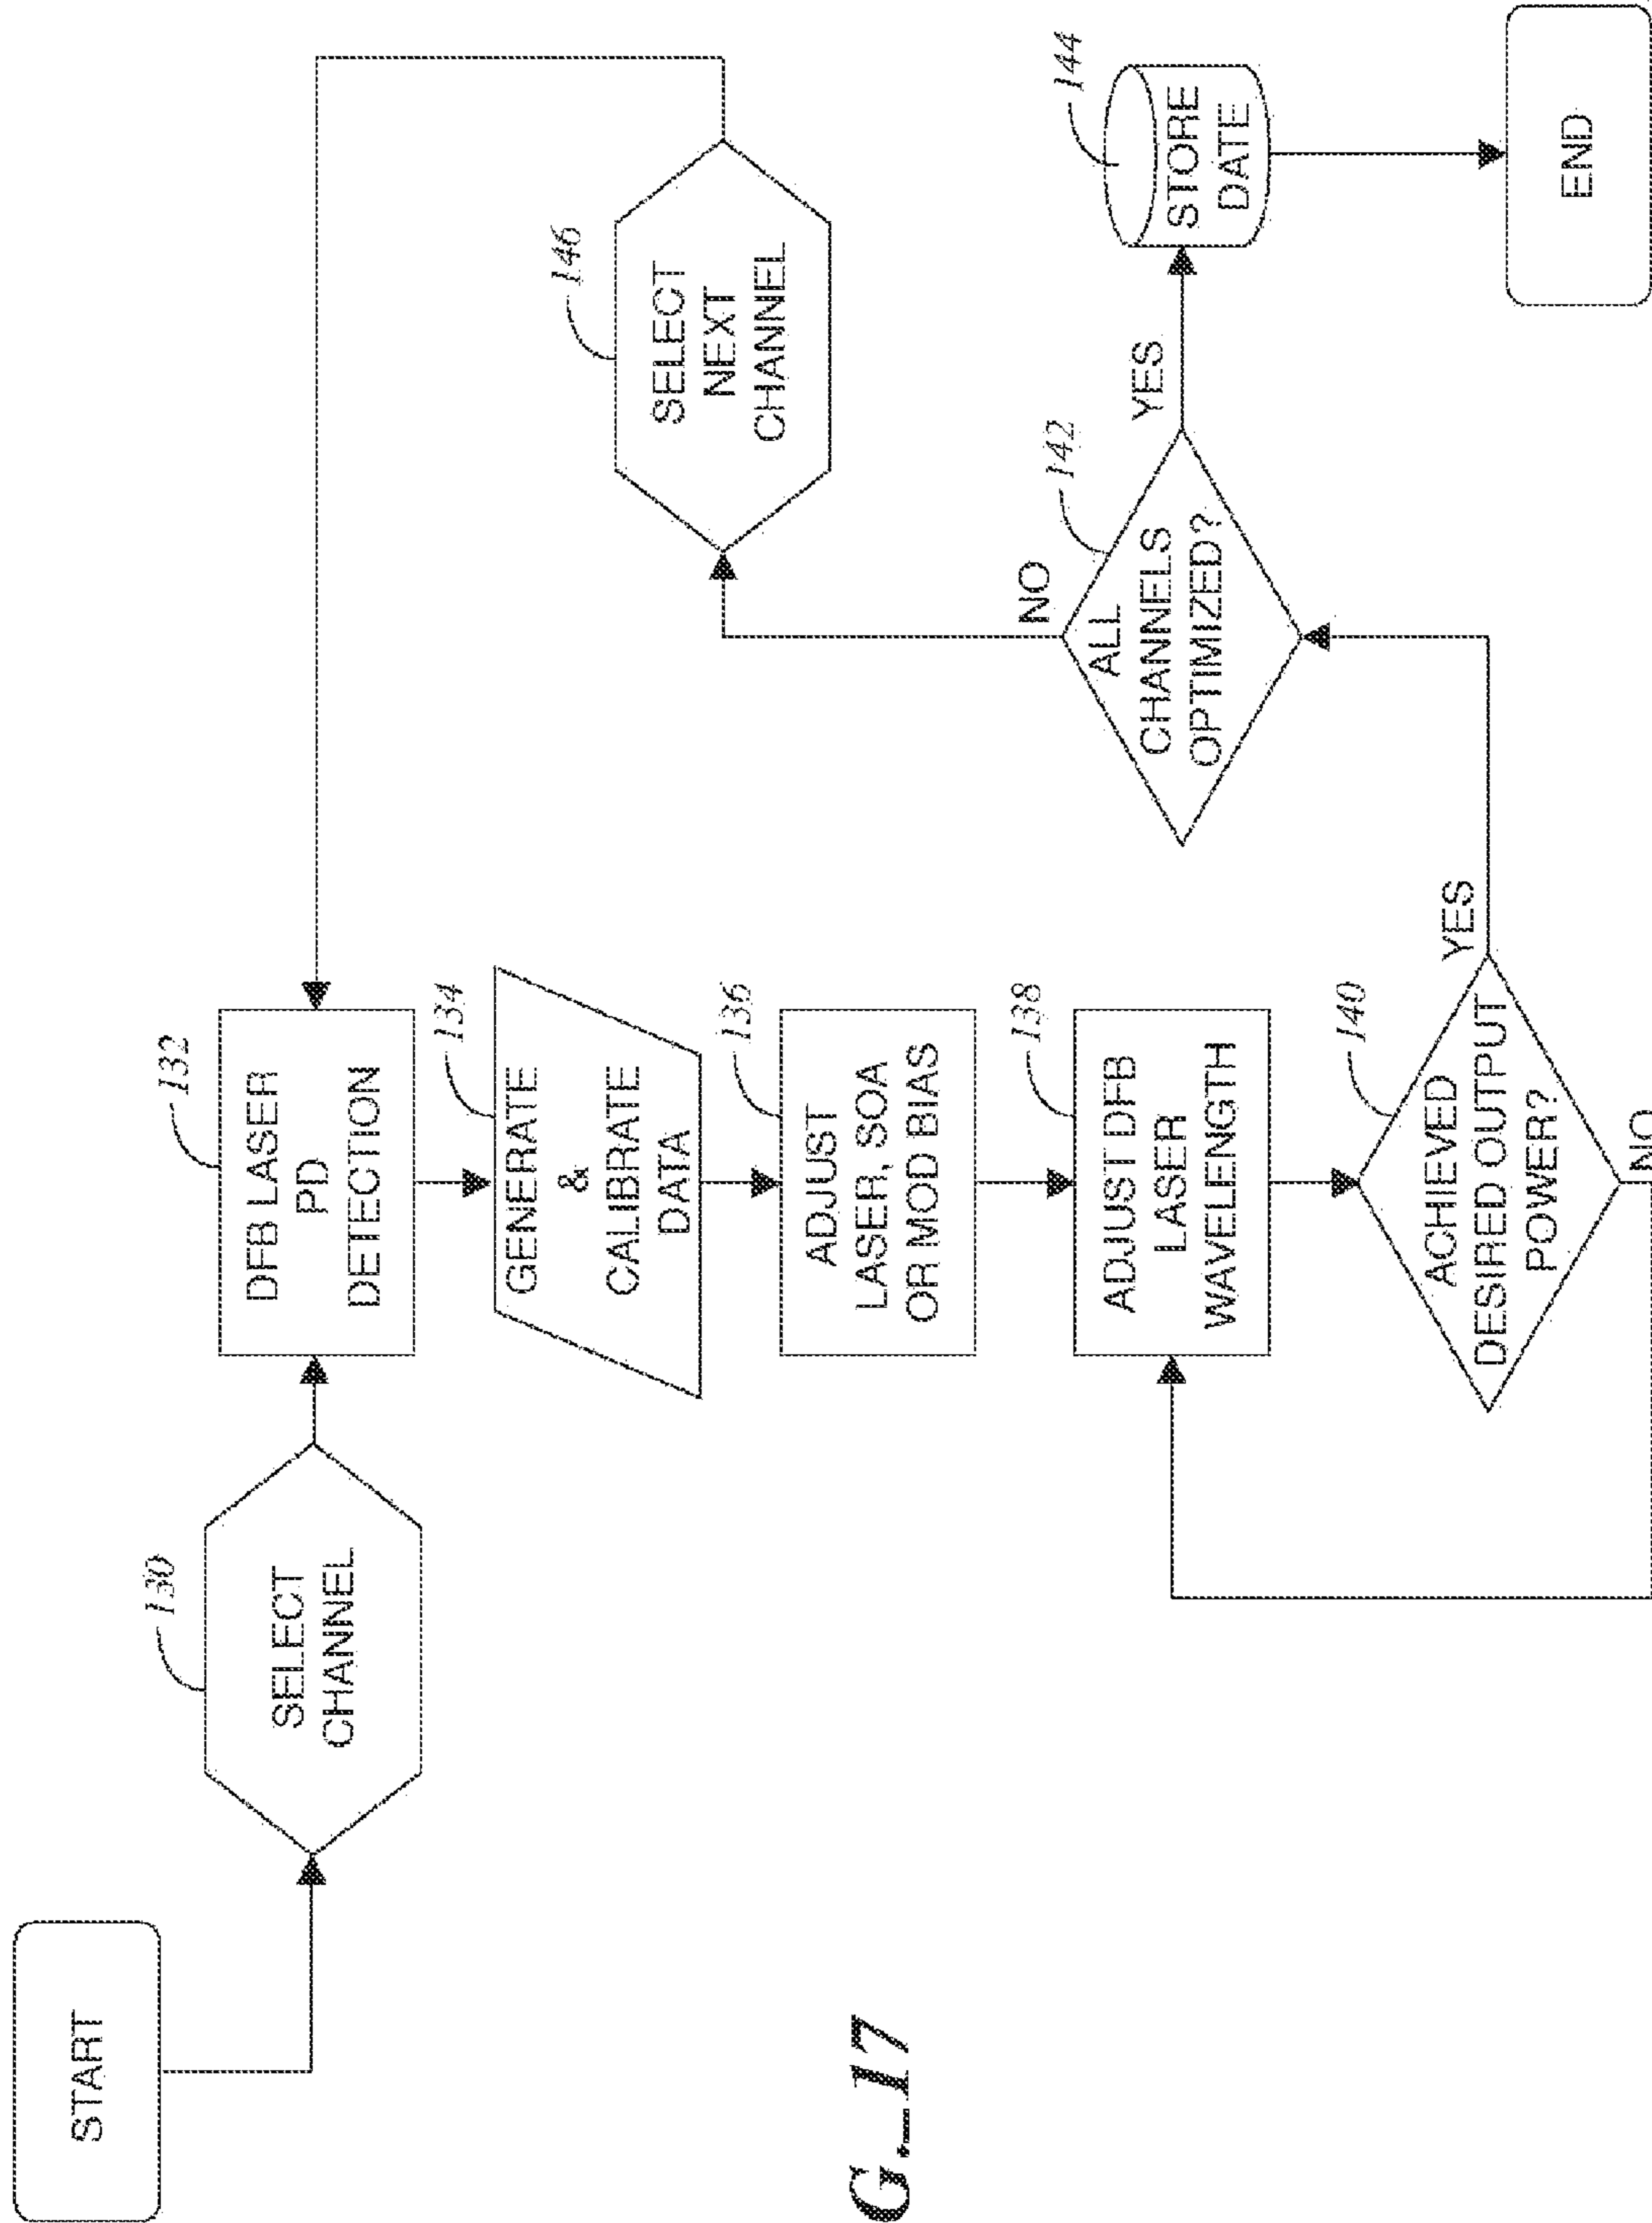 START
130
SELECT
CHANNEL
132
DFB LASER
PD
DETECTION
134
GENERATE
&
CALIBRATE
DATA
136
ADJUST
LASER, SOA
OR MOD BIAS
138
ADJUST DFB
LASER
WAVELENGTH
140
ACHIEVED
DESIRED OUTPUT
POWER?
YES
NO
142
ALL
CHANNELS
OPTIMIZED?
NO
YES
146
SELECT
NEXT
CHANNEL
144
STORE
DATE
END
G._17